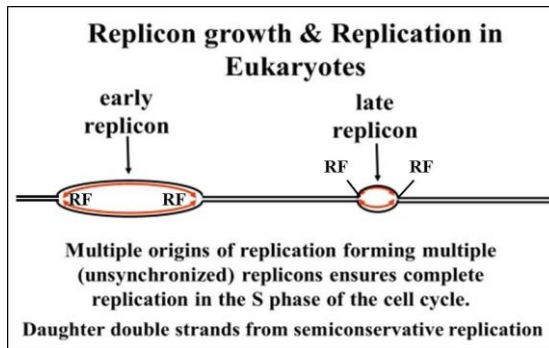 Replicon growth & Replication in
Eukaryotes
early
replicon
late
replicon
RF
RF
RF
RF
Multiple origins of replication forming multiple
(unsynchronized) replicons ensures complete
replication in the S phase of the cell cycle.
Daughter double strands from semiconservative replication